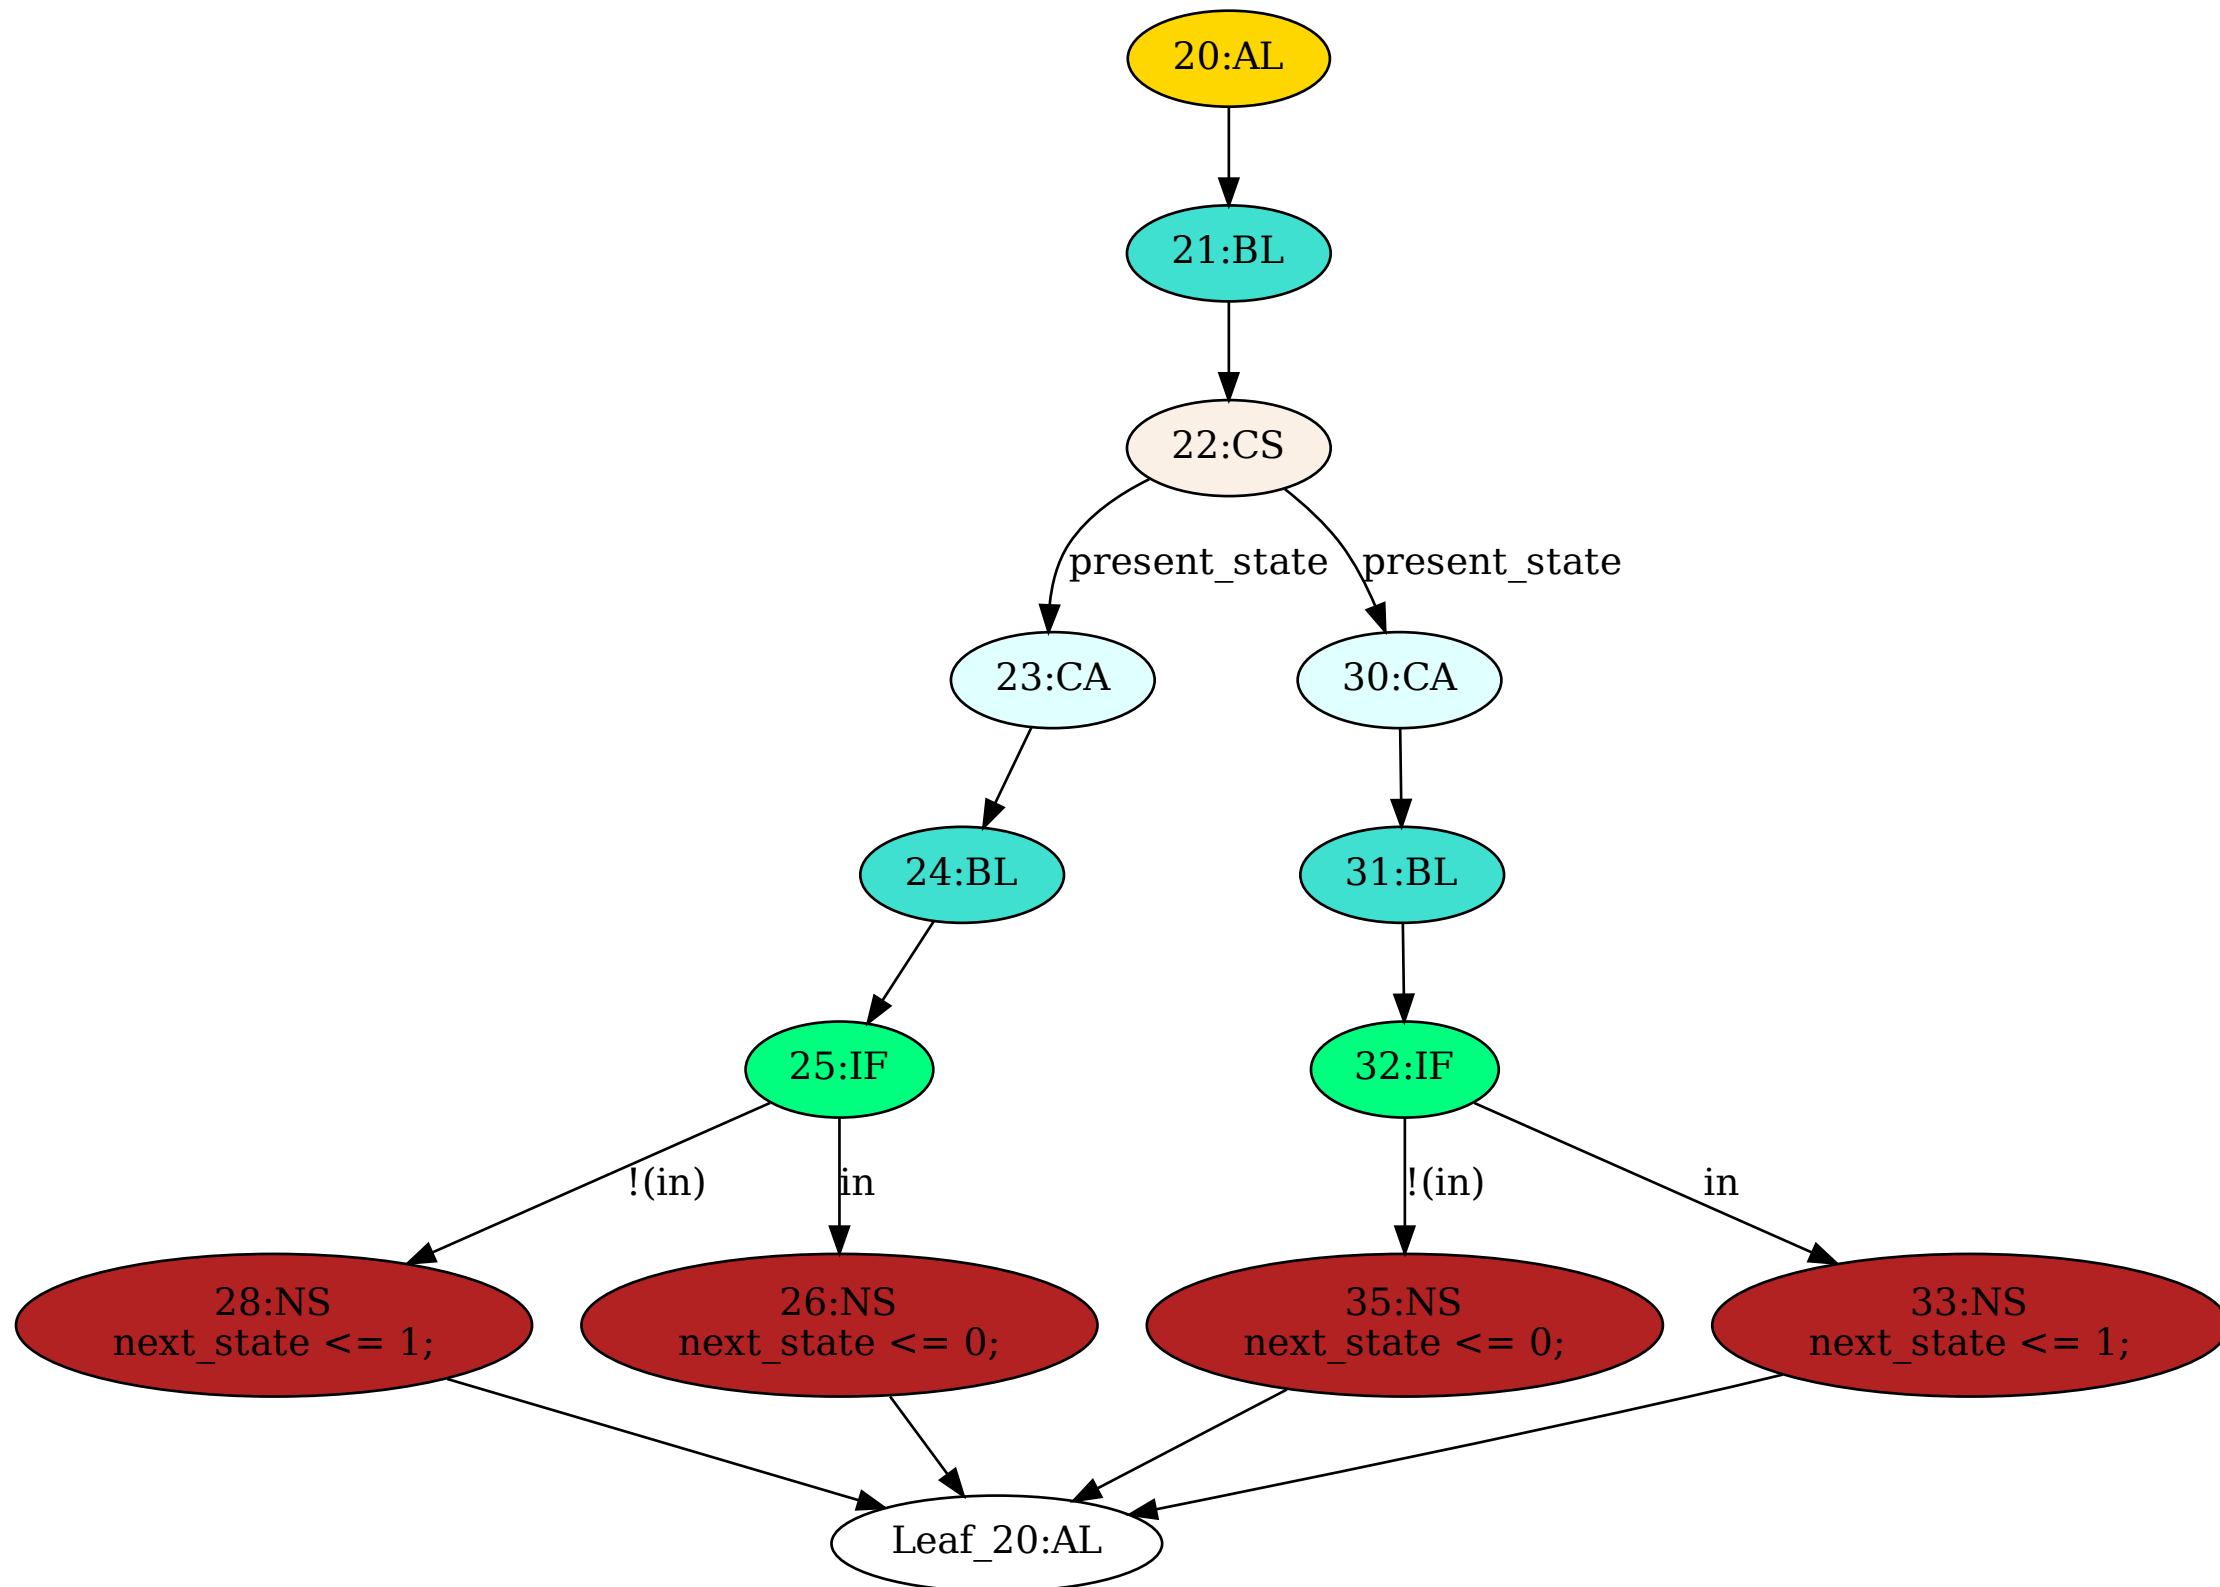 20:AL
21:BL
22:CS
present_state
present_state
23:CA
30:CA
24:BL
31:BL
25:IF
32:IF
!(in)
in
!(in)
in
28:NS
next_state <= 1;
26:NS
next_state <= 0;
35:NS
next_state <= 0;
33:NS
next_state <= 1;
Leaf_20:AL